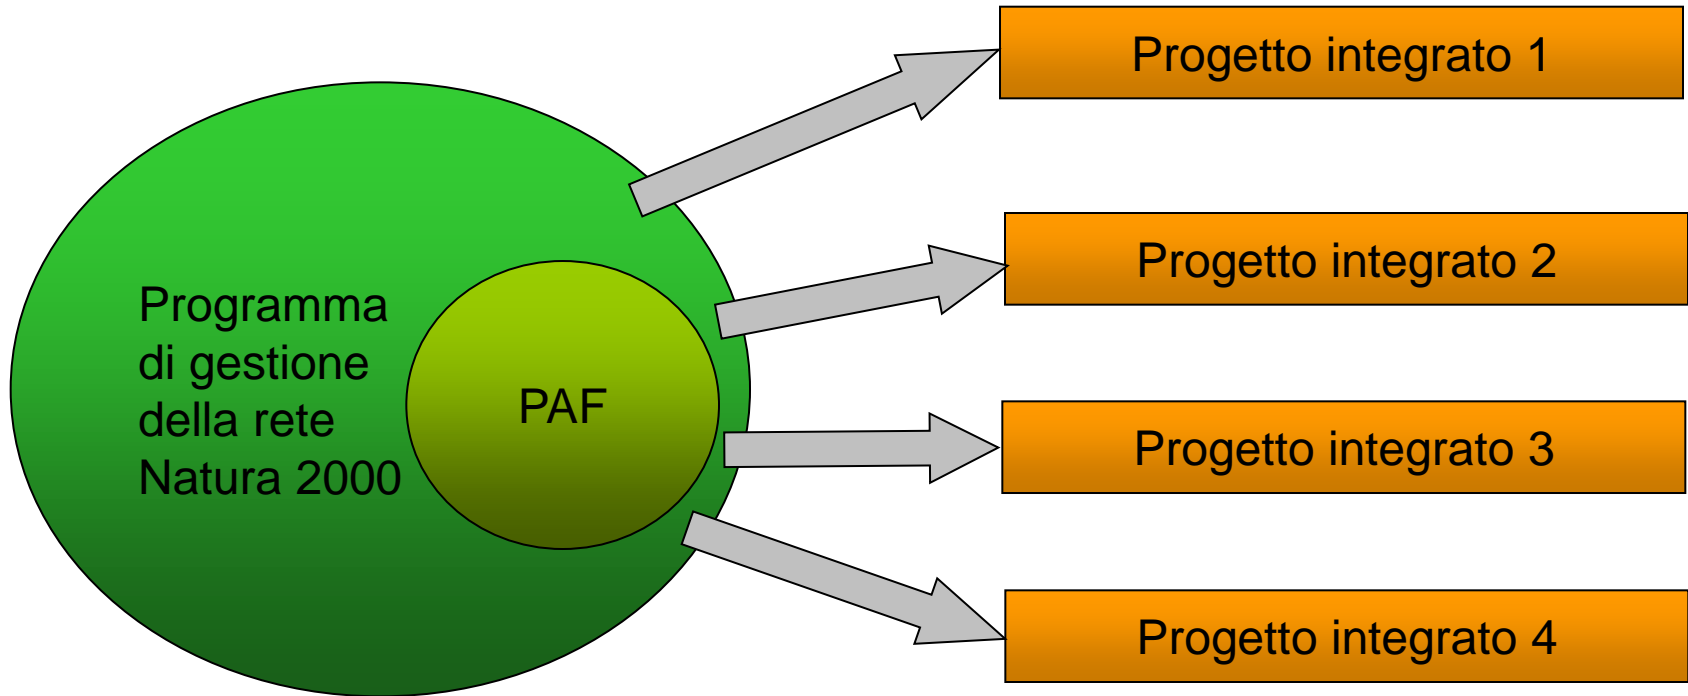 Progetto integrato 1
Progetto integrato 2
Programma
di gestione
della rete
Natura 2000
PAF
Progetto integrato 3
Progetto integrato 4